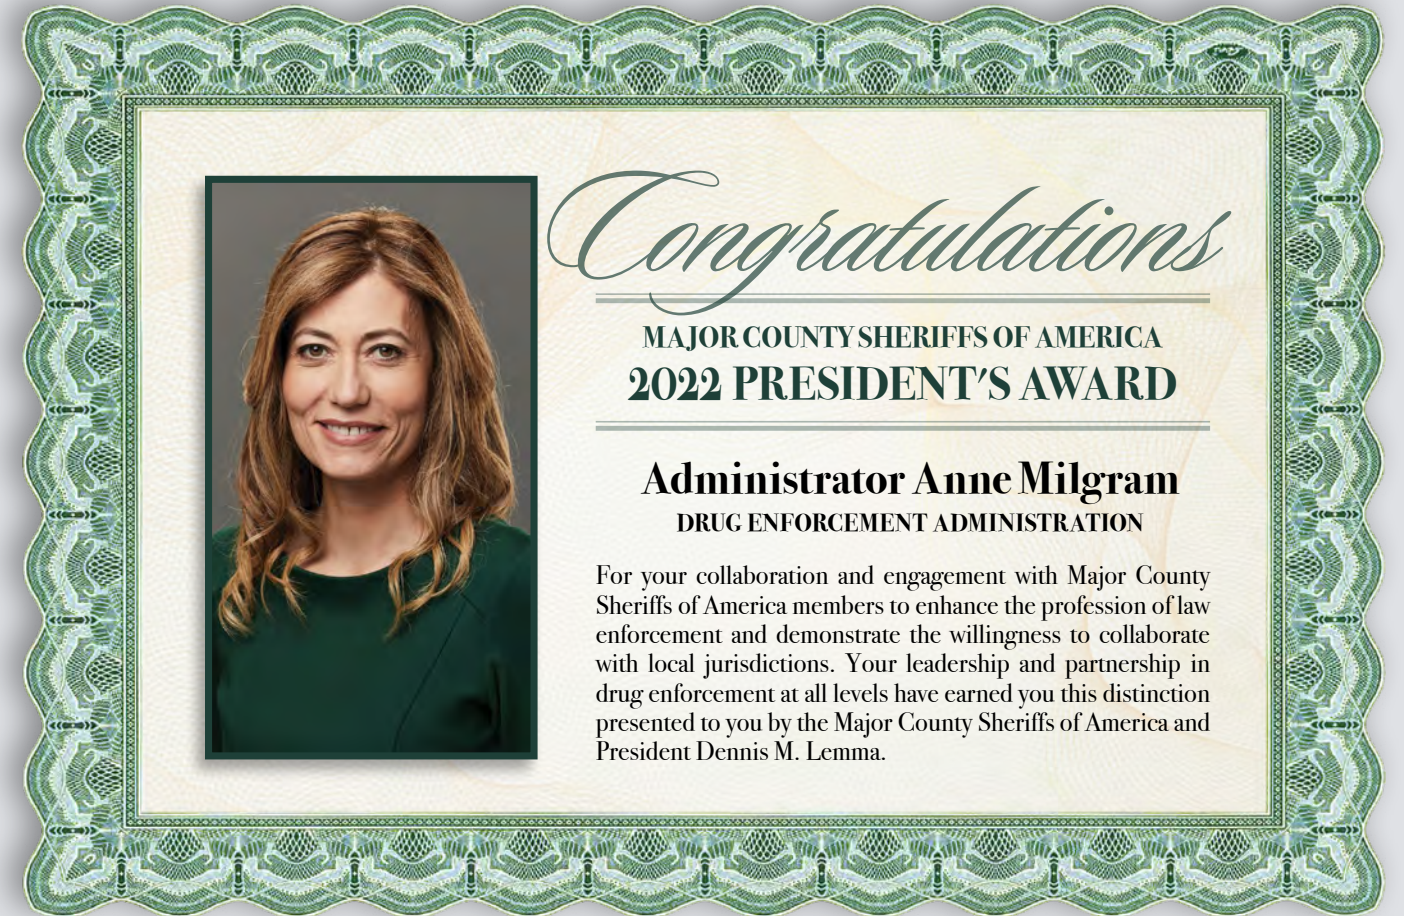 Congratulations
MAJOR COUNTY SHERIFFS OF AMERICA
2022 PRESIDENT'S AWARD
Administrator Anne Milgram
DRUG ENFORCEMENT ADMINISTRATION
For your collaboration and engagement with Major County
Sheriffs of America members to enhance the profession of law
enforcement and demonstrate the willingness to collaborate
with local jurisdictions. Your leadership and partnership in
drug enforcement at all levels have earned you this distinction
presented to you by the Major County Sheriffs of America and
President Dennis M. Lemma.